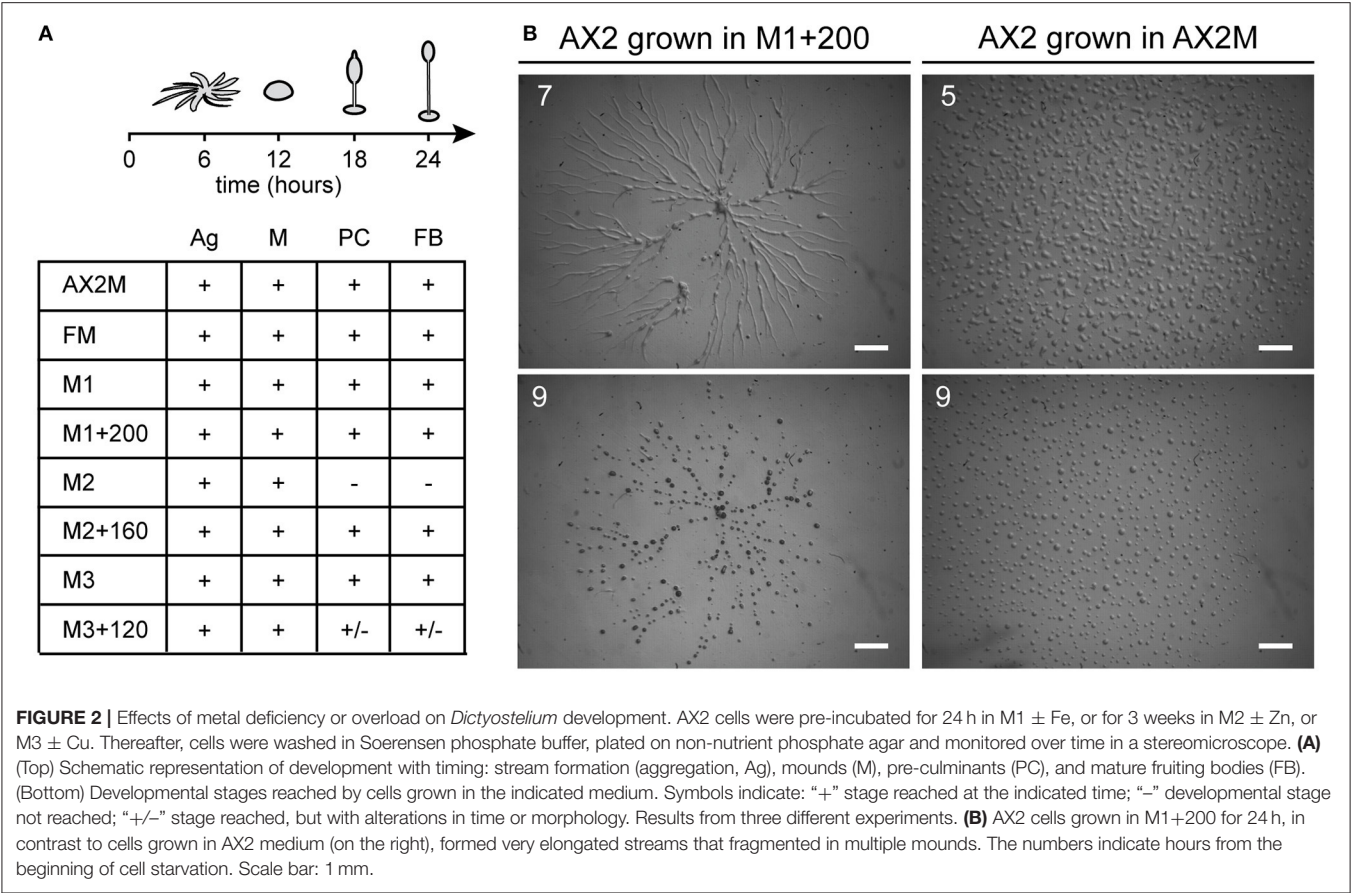 A
0 6 12 18 24
time (hours)
Ag M PC FB
AX2M + + + +
FM + + + +
M1 + + + +
M1+200 + + + +
M2 + + - -
M2+160 + + + +
M3 + + + +
M3+120 + + +/- +/-
B AX2 grown in M1+200 AX2 grown in AX2M
7 5
9 9
FIGURE 2 | Effects of metal deficiency or overload on Dictyostelium development. AX2 cells were pre-incubated for 24 h in M1 ± Fe, or for 3 weeks in M2 ± Zn, or
M3 ± Cu. Thereafter, cells were washed in Soerensen phosphate buffer, plated on non-nutrient phosphate agar and monitored over time in a stereomicroscope. (A)
(Top) Schematic representation of development with timing: stream formation (aggregation, Ag), mounds (M), pre-culminants (PC), and mature fruiting bodies (FB).
(Bottom) Developmental stages reached by cells grown in the indicated medium. Symbols indicate: “+” stage reached at the indicated time; “–” developmental stage
not reached; “+/–” stage reached, but with alterations in time or morphology. Results from three different experiments. (B) AX2 cells grown in M1+200 for 24 h, in
contrast to cells grown in AX2 medium (on the right), formed very elongated streams that fragmented in multiple mounds. The numbers indicate hours from the
beginning of cell starvation. Scale bar: 1 mm.